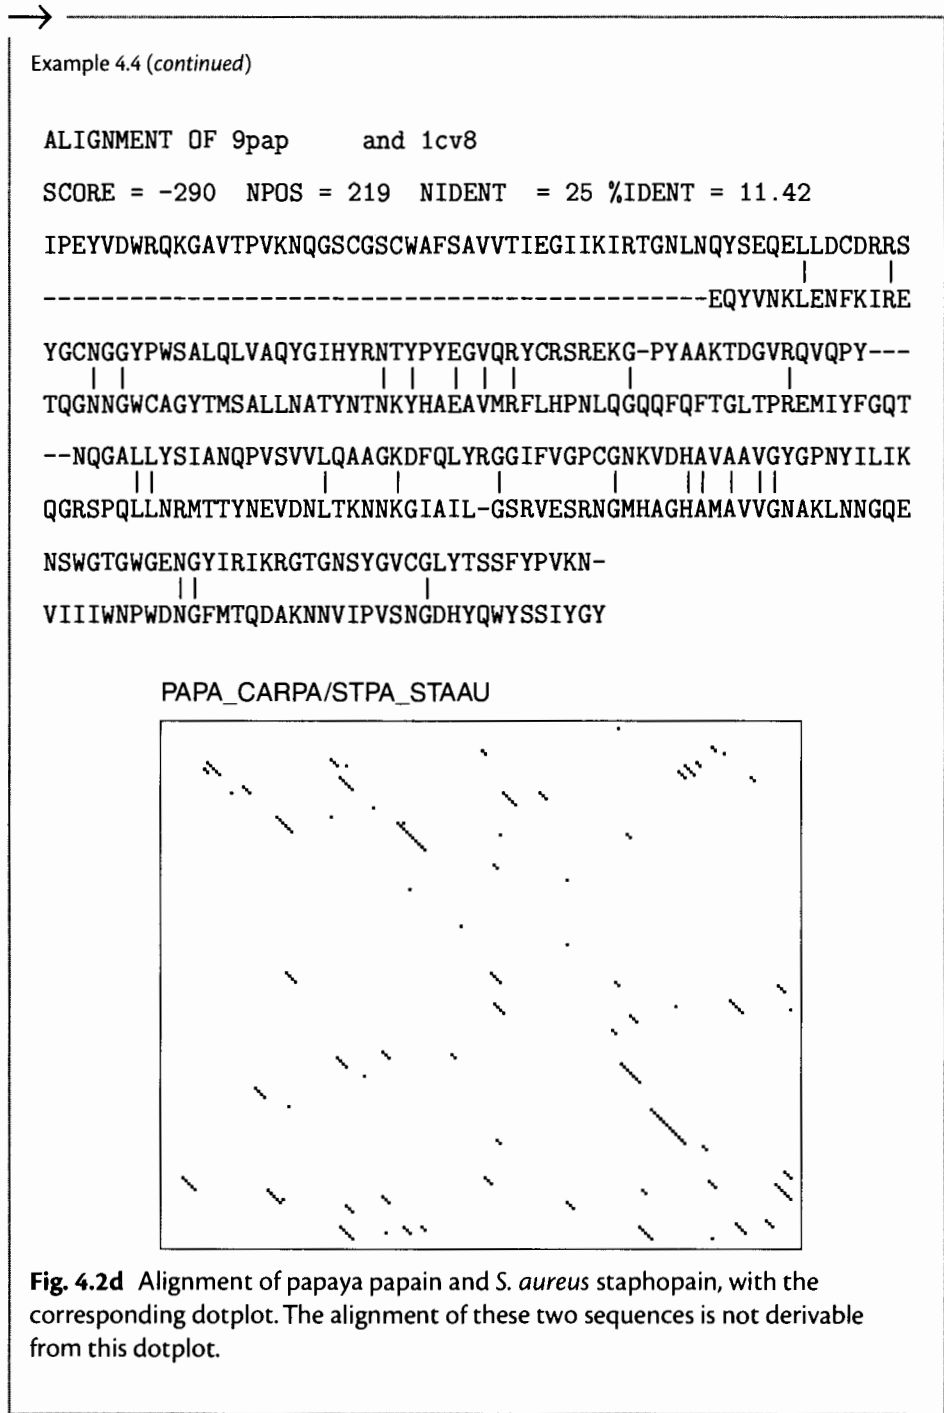 Example 4.4 (continued)
ALIGNMENT OF 9pap and 1cv8
SCORE = -290 NPOS = 219 NIDENT = 25 %IDENT = 11.42
IPEYVDWRQKGAVTPVKNQGSCGSCWAFSAVVTIEGIIKIRTGNLNQYSEQELLDCDRRS
----------------------------------------------EQYVNKLENFKIRE
YGCNGGYPWSALQLVAQYGIHYRNTYPYEGVQRYCRSREKG-PYAAKTDGVRQVQPY---
TQGNNGWCAGYTMSALLNATYNTNKYHAEAVMRFLHPNLQGQQFQFTGLTPREMIYFGQT
--NQGALLYSIANQPVSVVLQAAGKDFQLYRGGIFVGPCGNKVDHAVAAVGYGPNYILIK
QGRSPQLLNRMTTYNEVDNLTKNNKGIAIL-GSRVESRNGMHAGHAMAVVGNAKLNNGQE
NSWGTGWGENGYIRIKRGTGNSYGVCGLYTSSFYPVKN-
VIIIWNPWDNGFMTQDAKNNVIPVSNGDHYQWYSSIYGY
PAPA_CARPA/STPA_STAAU
Fig. 4.2d Alignment of papaya papain and S. aureus staphopain, with the
corresponding dotplot. The alignment of these two sequences is not derivable
from this dotplot.